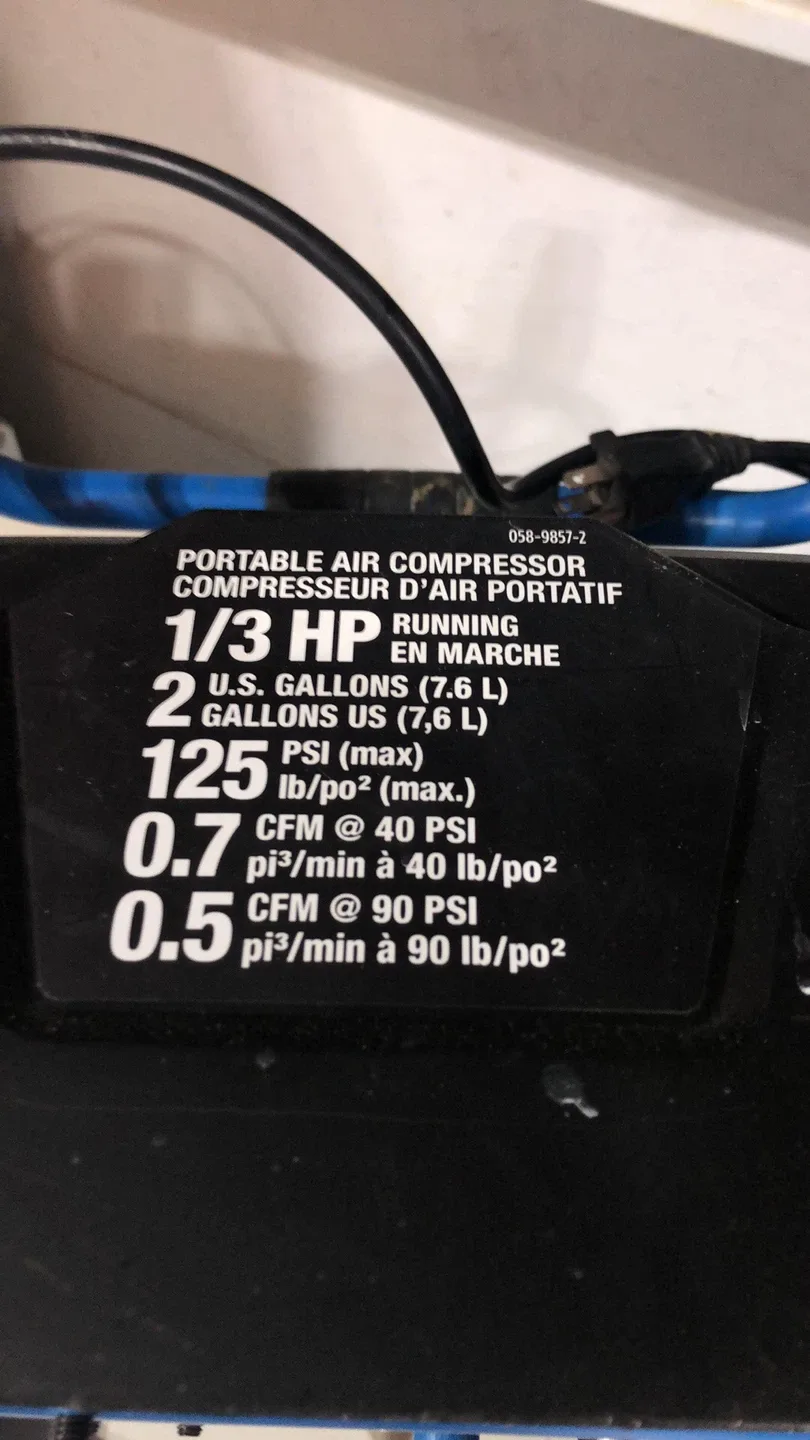 058-9857-2
PORTABLE AIR COMPRESSOR
COMPRESSEUR D'AIR PORTATIF
1/3 HP RUNNING
EN MARCHE
2 U.S. GALLONS (7.6 L)
GALLONS US (7,6 L)
125 PSI (max)
lb/po² (max.)
0.7 CFM @ 40 PSI
pi³/min à 40 lb/po²
0.5 CFM @ 90 PSI
pi³/min à 90 lb/po²